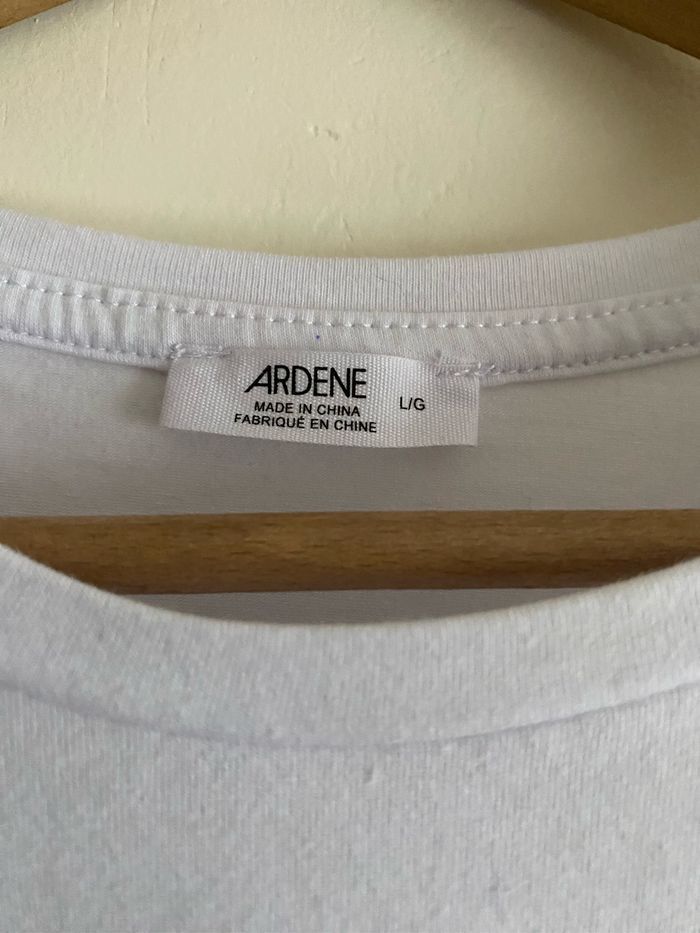 ARDENE
L/G
MADE IN CHINA
FABRIQUÉ EN CHINE